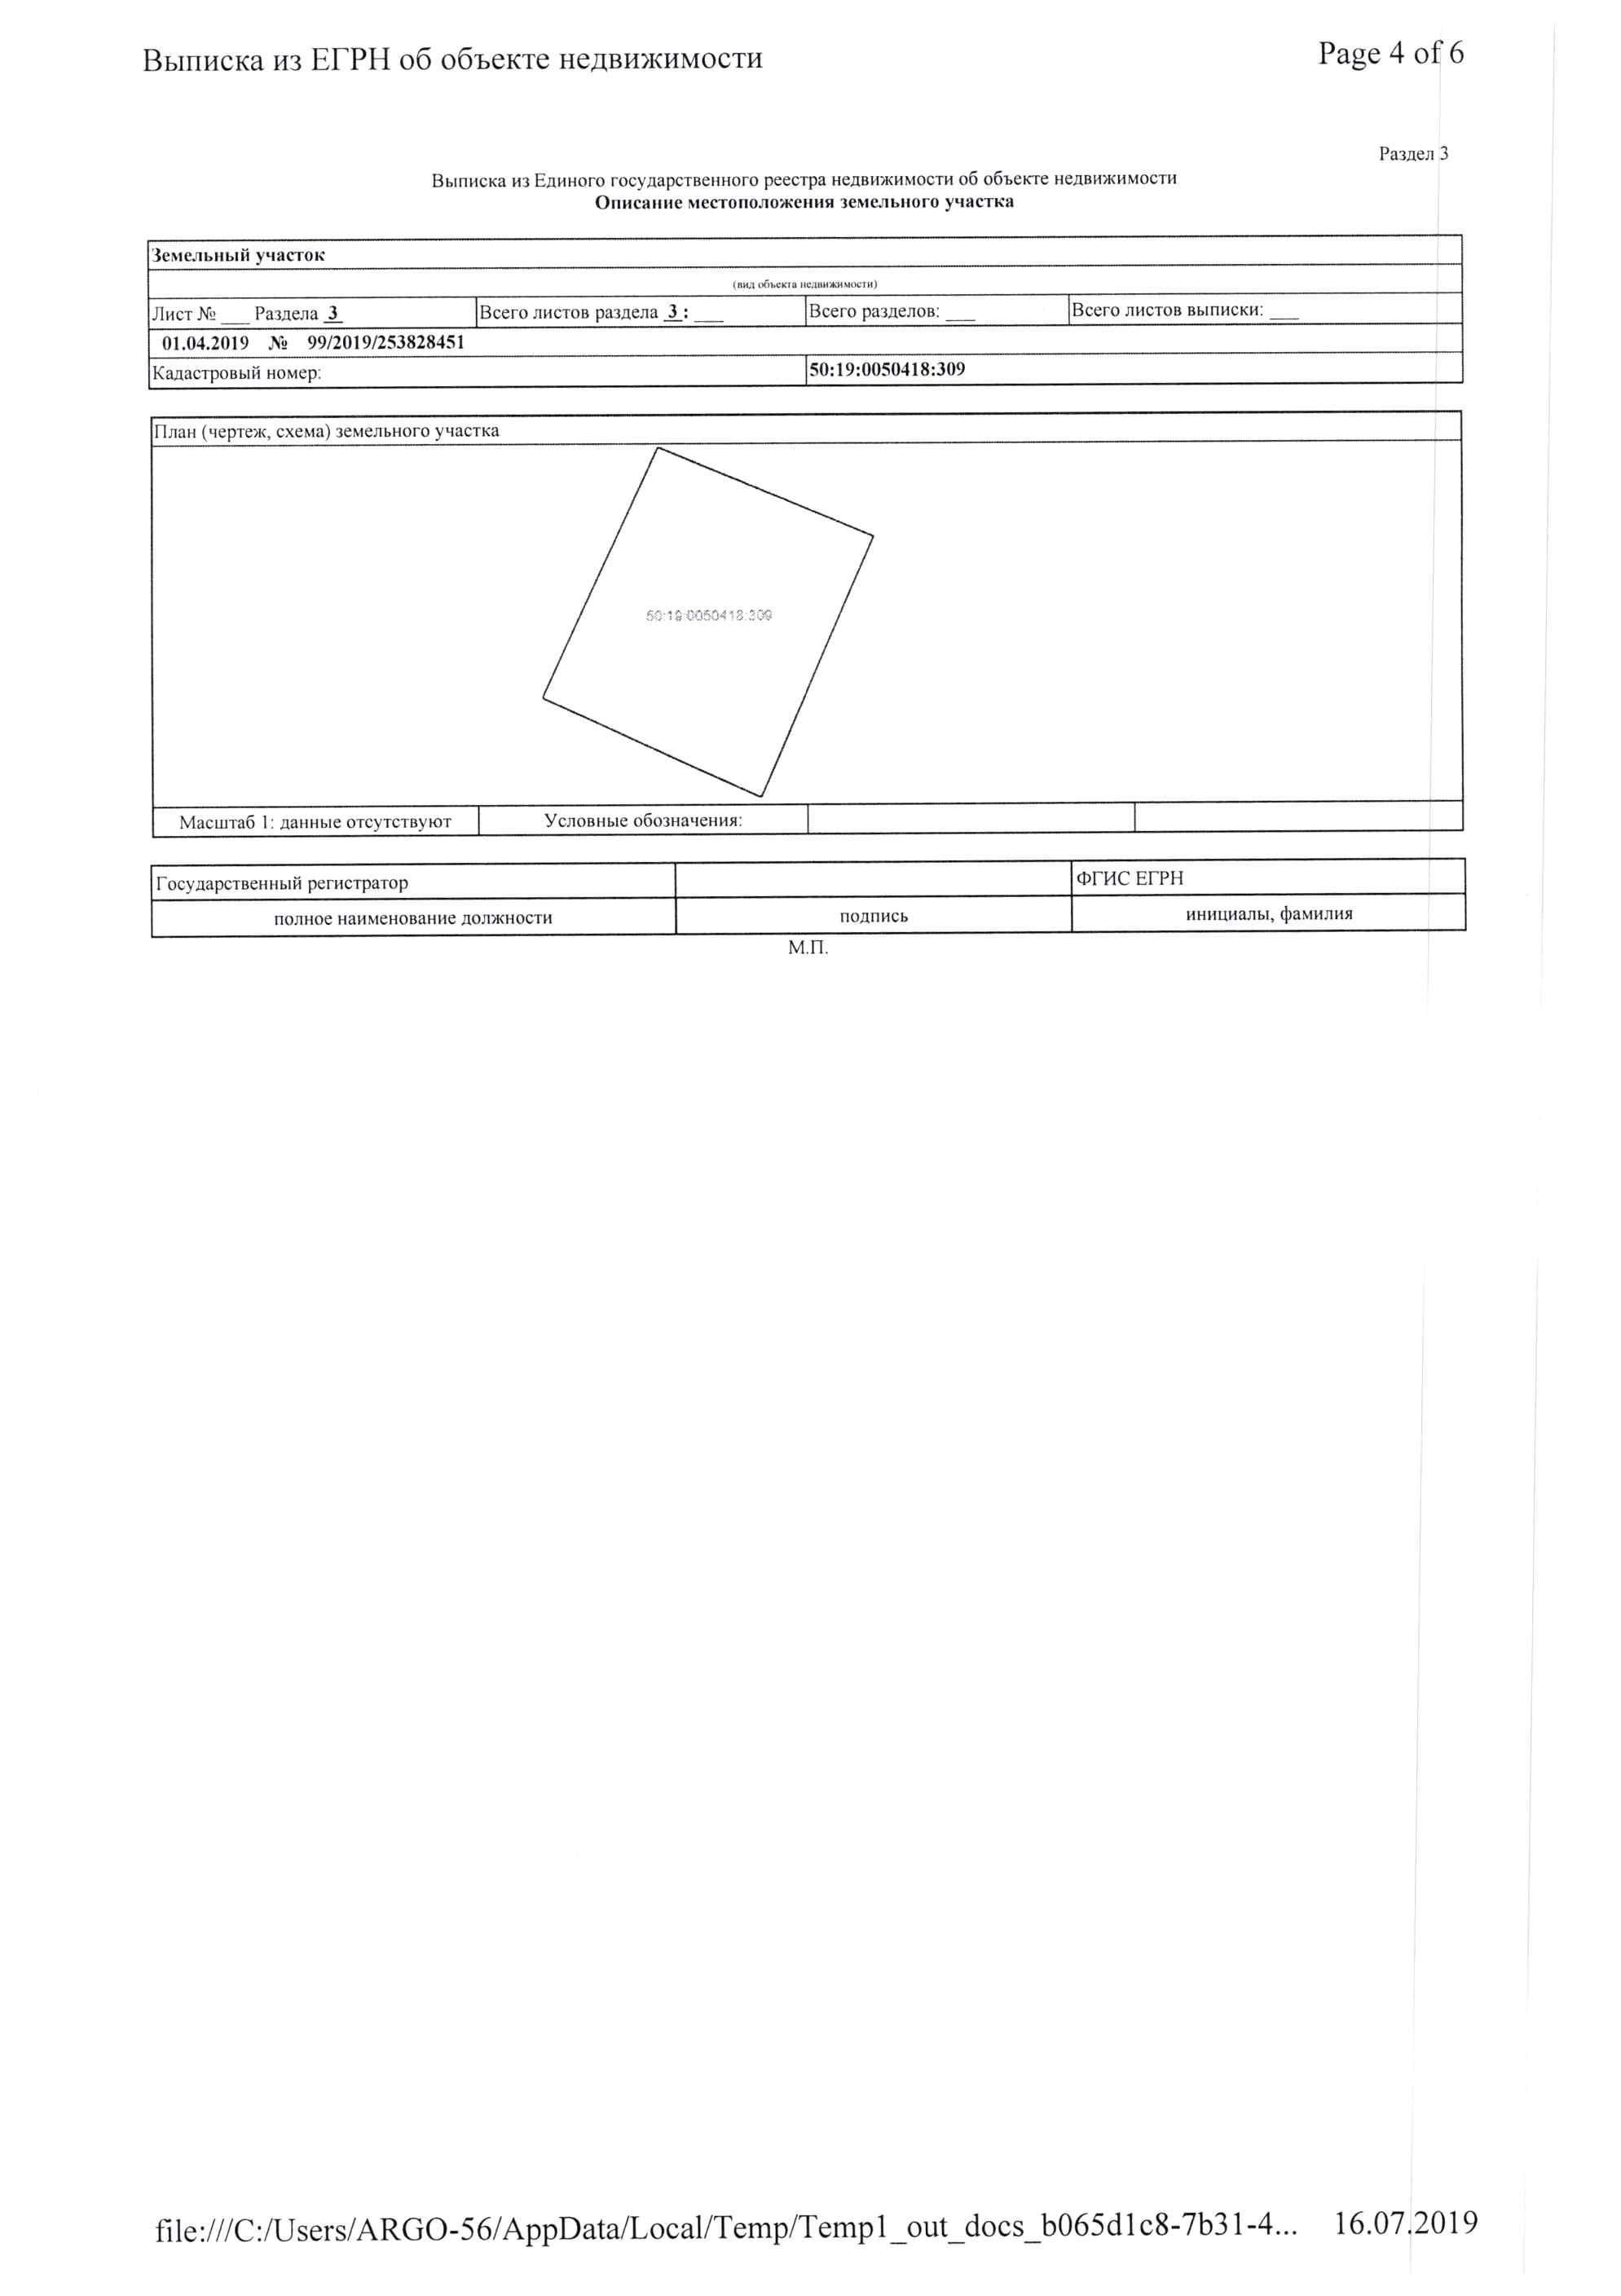 Выписка из ЕГРН об объекте недвижимости Page 4 of 6
Раздел 3
Выписка из Единого государственного реестра недвижимости об объекте недвижимости
Описание местоположения земельного участка
Земельный участок
(вид объекта недвижимости)
Лист № ___ Раздела 3 Всего листов раздела 3 : ___ Всего разделов: ___ Всего листов выписки: ___
01.04.2019 № 99/2019/253828451
Кадастровый номер: 50:19:0050418:309
План (чертеж, схема) земельного участка
50:19:0050418:309
Масштаб 1: данные отсутствуют Условные обозначения:
Государственный регистратор ФГИС ЕГРН
полное наименование должности подпись инициалы, фамилия
М.П.
file:///C:/Users/ARGO-56/AppData/Local/Temp/Temp1_out_docs_b065d1c8-7b31-4... 16.07.2019